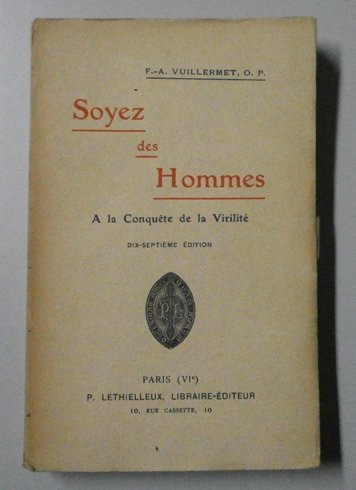 F.-A. VUILLERMET, O. P.
Soyez
des
Hommes
A la Conquête de la Virilité
DIX-SEPTIÈME ÉDITION
PARIS (VIe)
P. LETHIELLEUX, LIBRAIRE-ÉDITEUR
10, RUE CASSETTE, 10